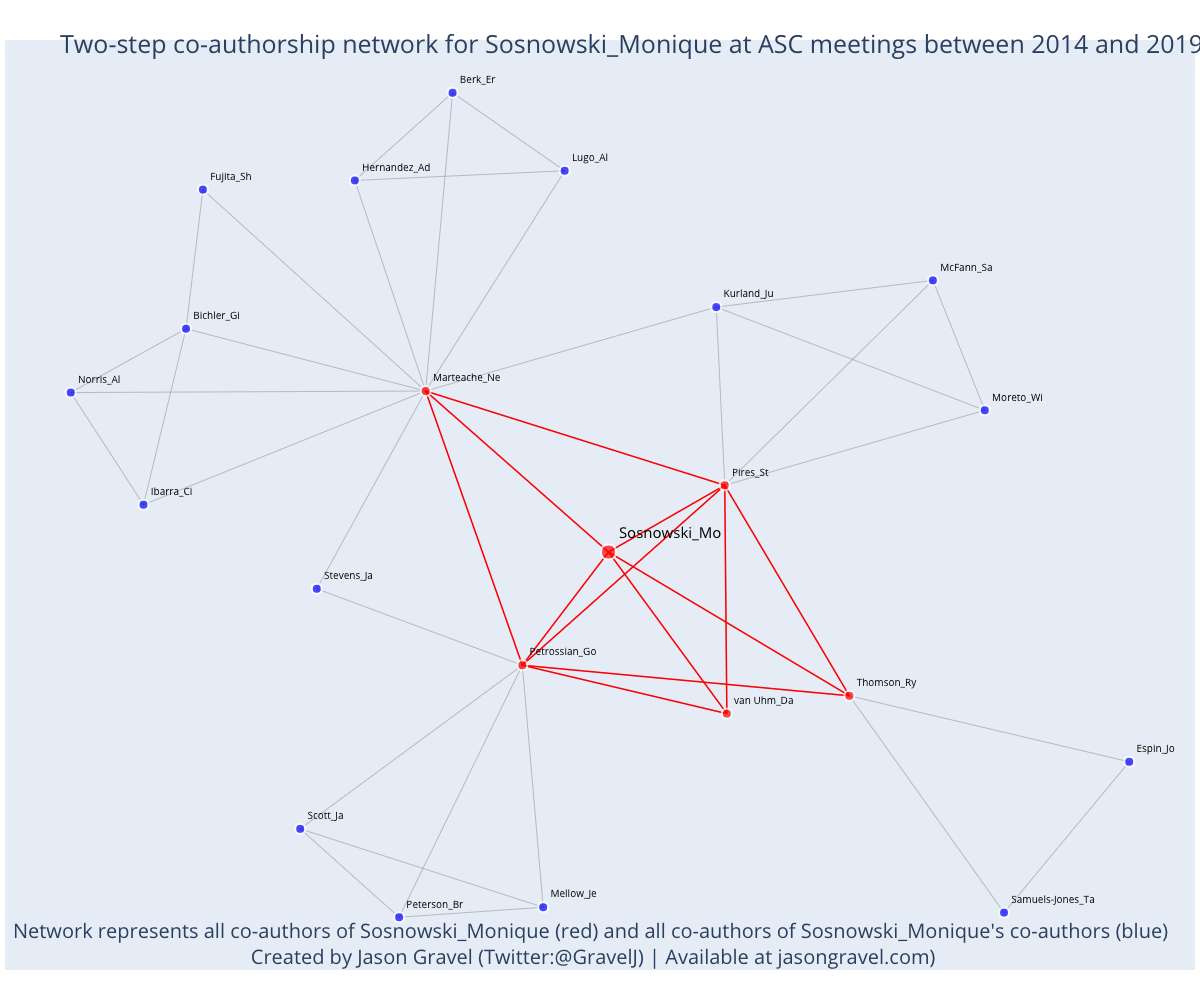 Two-step co-authorship network for Sosnowski_Monique at ASC meetings between 2014 and 2019
Berk_Er
Lugo_Al
Hernandez_Ad
Fujita_Sh
McFann_Sa
Kurland_Ju
Bichler_Gi
Marteache_Ne
Norris_Al
Moreto_Wi
Pires_St
Ibarra_Ci
Sosnowski_Mo
Stevens_Ja
Petrossian_Go
Thomson_Ry
van Uhm_Da
Espin_Jo
Scott_Ja
Mellow_Je
Samuels-Jones_Ta
Peterson_Br
Network represents all co-authors of Sosnowski_Monique (red) and all co-authors of Sosnowski_Monique's co-authors (blue)
Created by Jason Gravel (Twitter:@GravelJ) | Available at jasongravel.com)